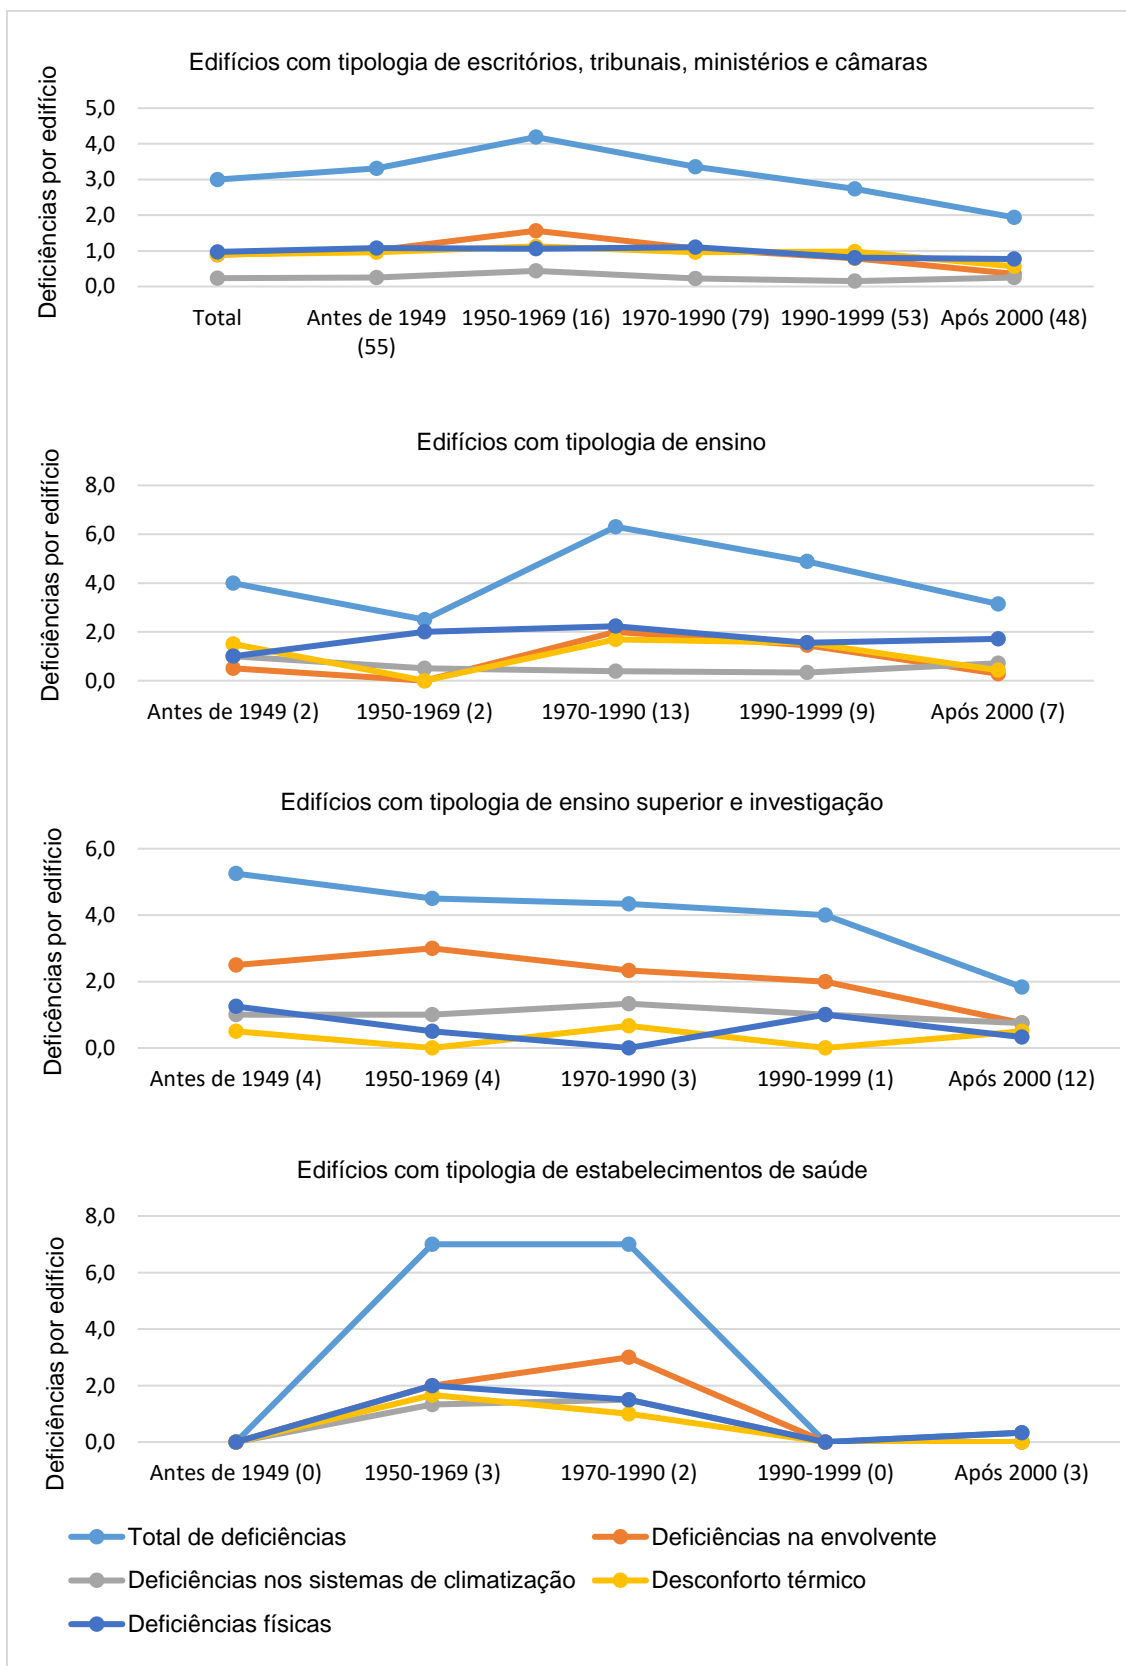 Edifícios com tipologia de escritórios, tribunais, ministérios e câmaras
Deficiências por edifício
5,0
4,0
3,0
2,0
1,0
0,0
Total
Antes de 1949 (55)
1950-1969 (16)
1970-1990 (79)
1990-1999 (53)
Após 2000 (48)
Edifícios com tipologia de ensino
Deficiências por edifício
8,0
6,0
4,0
2,0
0,0
Antes de 1949 (2)
1950-1969 (2)
1970-1990 (13)
1990-1999 (9)
Após 2000 (7)
Edifícios com tipologia de ensino superior e investigação
Deficências por edifício
6,0
4,0
2,0
0,0
Antes de 1949 (4)
1950-1969 (4)
1970-1990 (3)
1990-1999 (1)
Após 2000 (12)
Edifícios com tipologia de estabelecimentos de saúde
Deficiências por edifício
8,0
6,0
4,0
2,0
0,0
Antes de 1949 (0)
1950-1969 (3)
1970-1990 (2)
1990-1999 (0)
Após 2000 (3)
Total de deficiências
Deficiências na envolvente
Deficiências nos sistemas de climatização
Desconforto térmico
Deficiências físicas